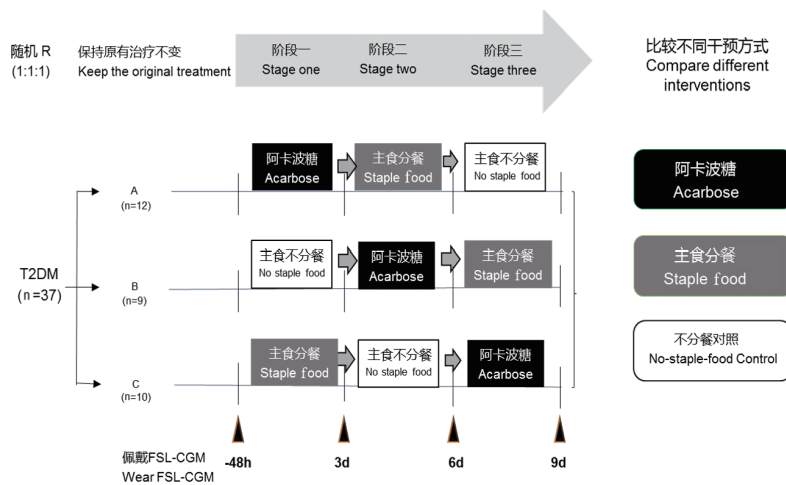 随机 R
(1:1:1)
保持原有治疗不变
Keep the original treatment
阶段一
Stage one
阶段二
Stage two
阶段三
Stage three
比较不同干预方式
Compare different
interventions
T2DM
(n=37)
A
(n=12)
阿卡波糖
Acarbose
主食分餐
Staple food
主食不分餐
No staple food
B
(n=9)
主食不分餐
No staple food
阿卡波糖
Acarbose
主食分餐
Staple food
C
(n=10)
主食分餐
Staple food
主食不分餐
No staple food
阿卡波糖
Acarbose
阿卡波糖
Acarbose
主食分餐
Staple food
不分餐对照
No-staple-food Control
佩戴FSL-CGM
Wear FSL-CGM
-48h
3d
6d
9d